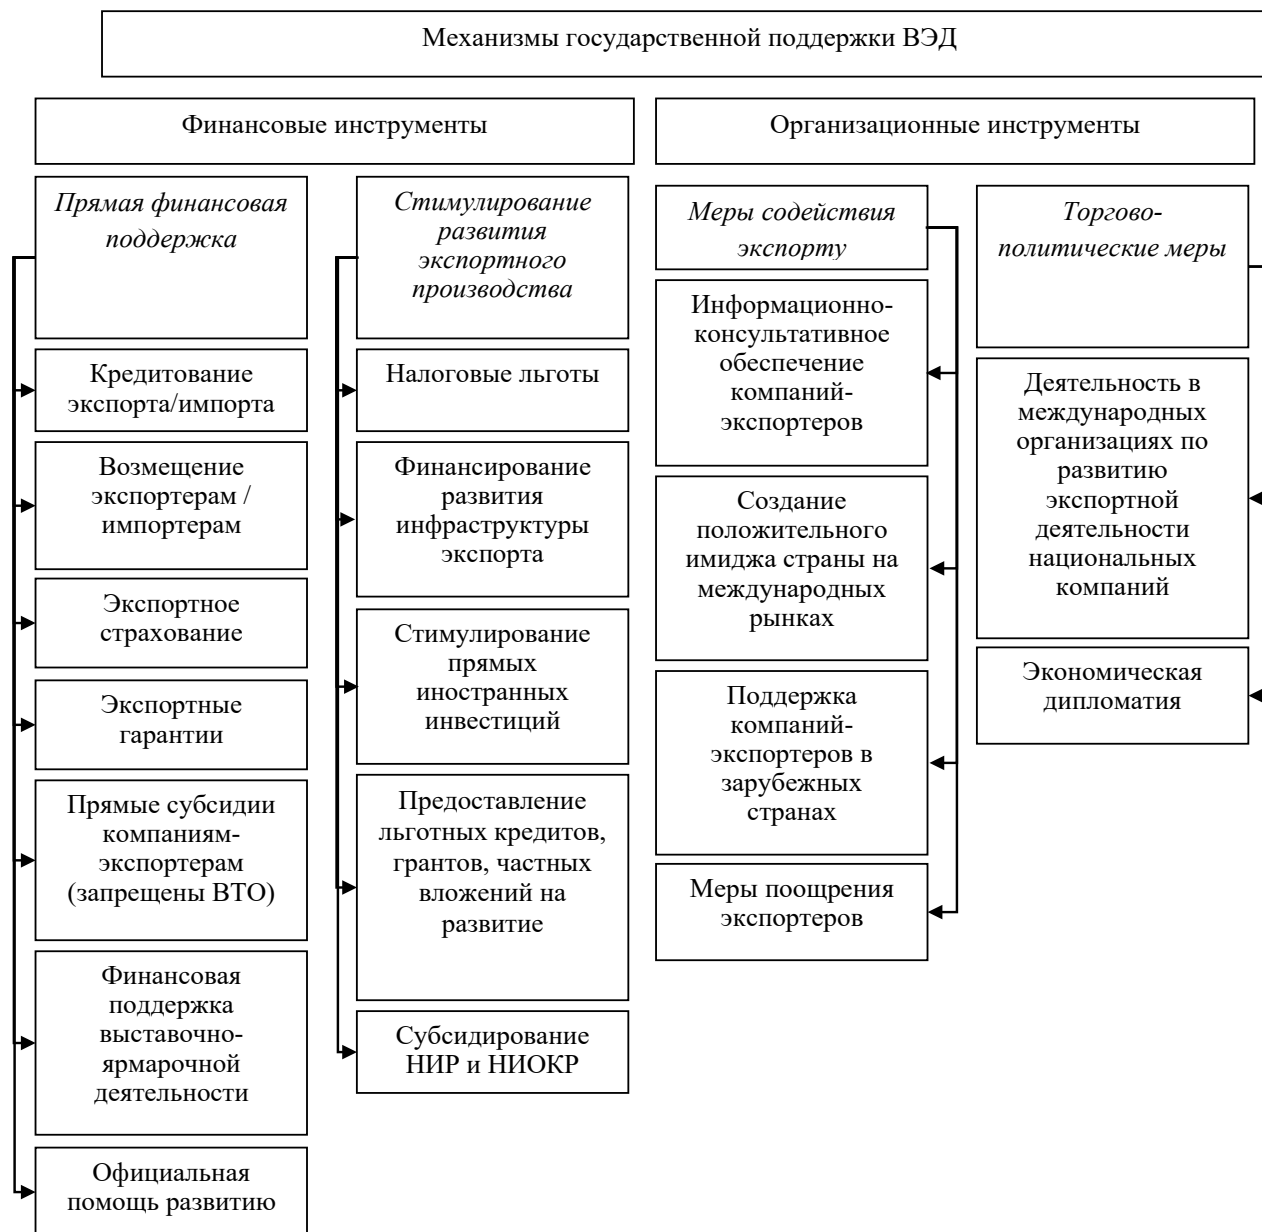 Механизмы государственной поддержки ВЭД
Финансовые инструменты
Организационные инструменты
Прямая финансовая
поддержка
Кредитование
экспорта/импорта
Возмещение
экспортерам /
импортерам
Экспортное
страхование
Экспортные
гарантии
Прямые субсидии
компаниям-
экспортерам
(запрещены ВТО)
Финансовая
поддержка
выставочно-
ярмарочной
деятельности
Официальная
помощь развитию
Стимулирование
развития
экспортного
производства
Налоговые льготы
Финансирование
развития
инфраструктуры
экспорта
Стимулирование
прямых
иностранных
инвестиций
Предоставление
льготных кредитов,
грантов, частных
вложений на
развитие
Субсидирование
НИР и НИОКР
Меры содействия
экспорту
Информационно-
консультативное
обеспечение
компаний-
экспортеров
Создание
положительного
имиджа страны на
международных
рынках
Поддержка
компаний-
экспортеров в
зарубежных
странах
Меры поощрения
экспортеров
Торгово-
политические меры
Деятельность в
международных
организациях по
развитию
экспортной
деятельности
национальных
компаний
Экономическая
дипломатия